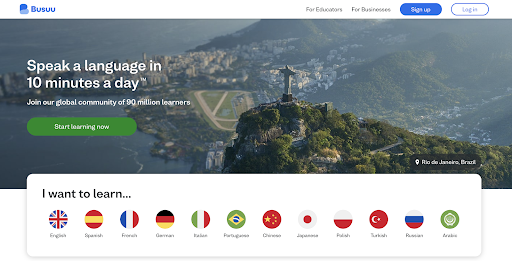 Busuu
For Educators
For Businesses
Sign up
Log in
Speak a language in
10 minutes a day™
Join our global community of 90 million learners
Start learning now
Rio de Janeiro, Brazil
I want to learn...
English
Spanish
French
German
Italian
Portuguese
Chinese
Japanese
Polish
Turkish
Russian
Arabic